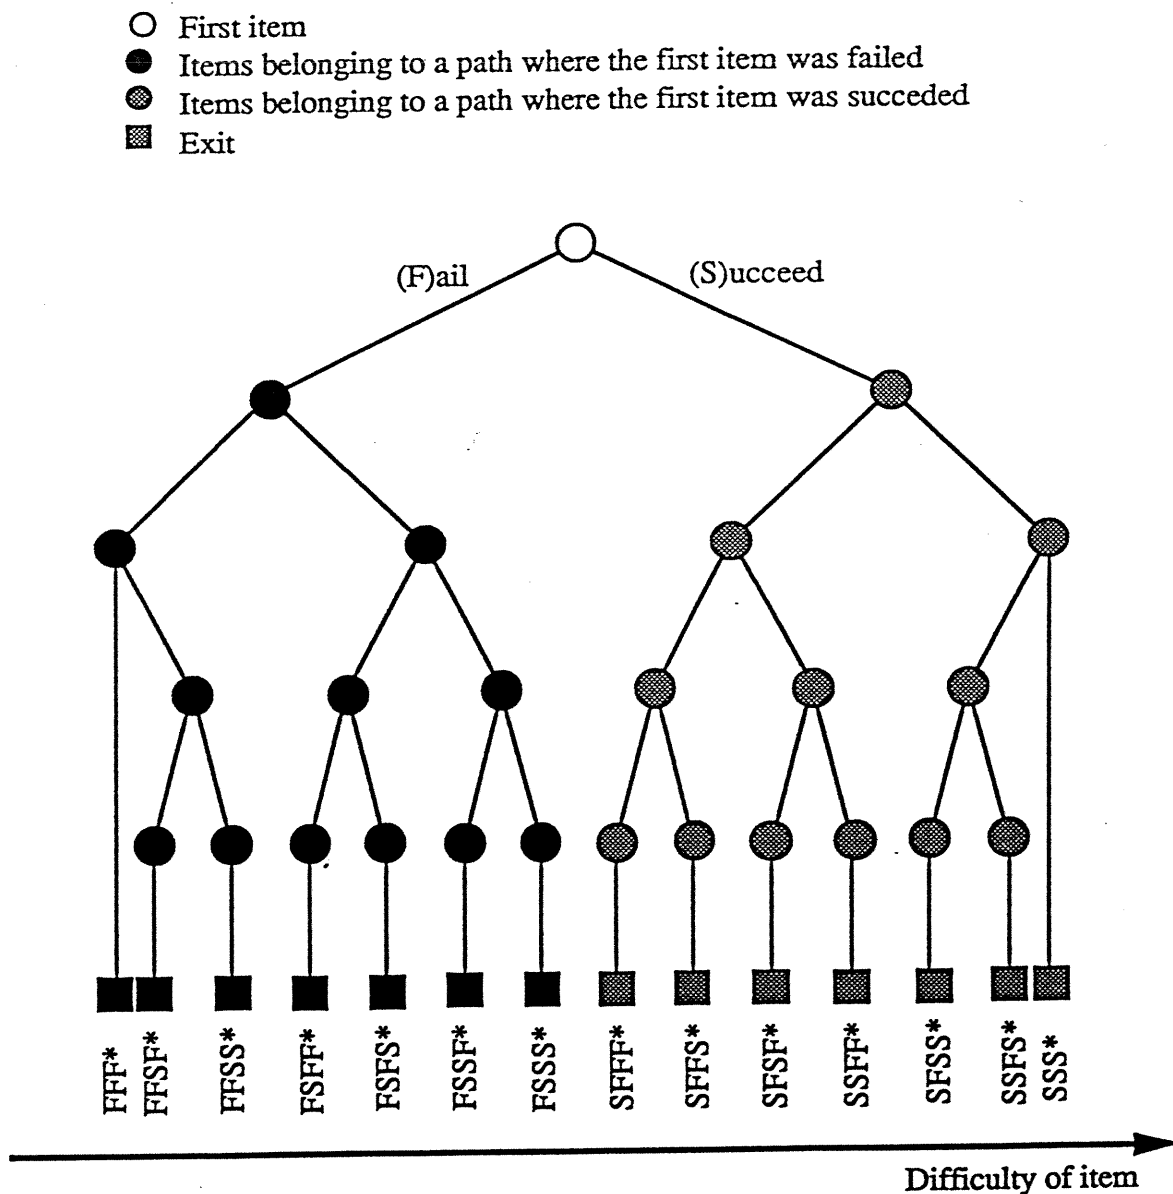 First item
Items belonging to a path where the first item was failed
Items belonging to a path where the first item was succeded
Exit
(F)ail
(S)ucceed
FFF*
FFSF*
FFSS*
FSFF*
FSFS*
FSSF*
FSSS*
SFFF*
SFFS*
SFSF*
SSFF*
SFSS*
SSFS*
SSS*
Difficulty of item